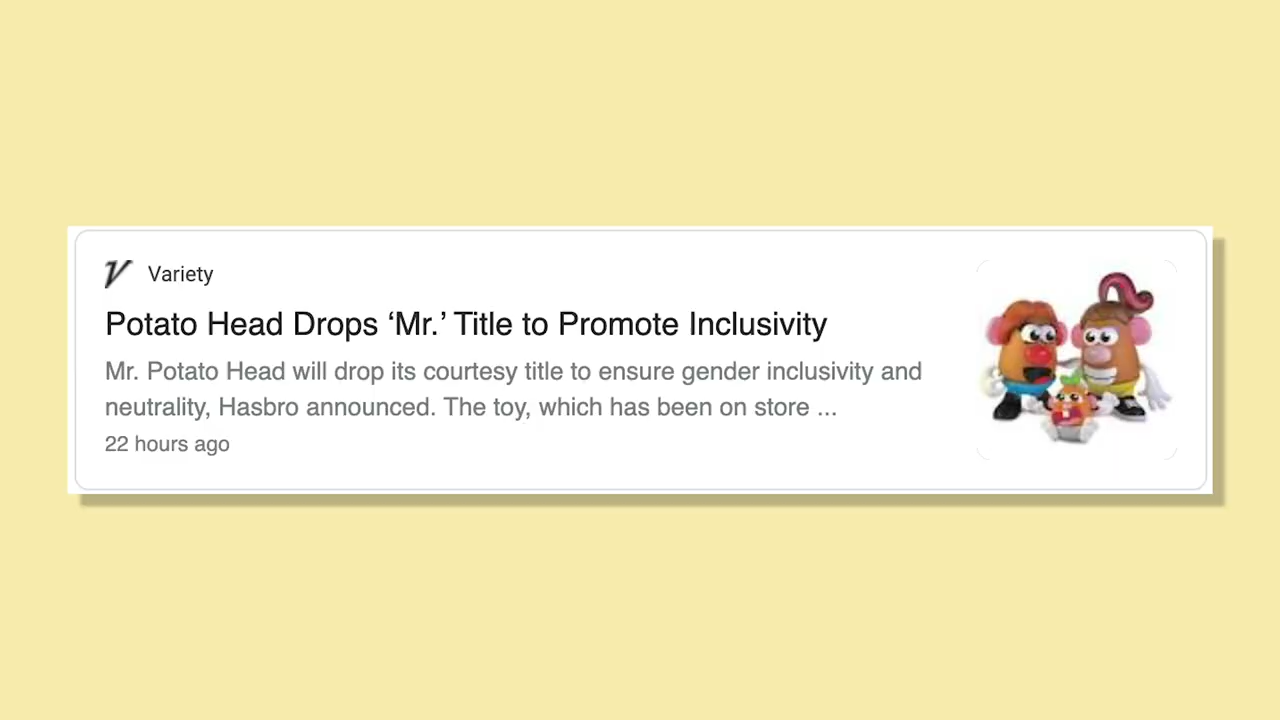 Variety
Potato Head Drops ‘Mr.’ Title to Promote Inclusivity
Mr. Potato Head will drop its courtesy title to ensure gender inclusivity and
neutrality, Hasbro announced. The toy, which has been on store ...
22 hours ago